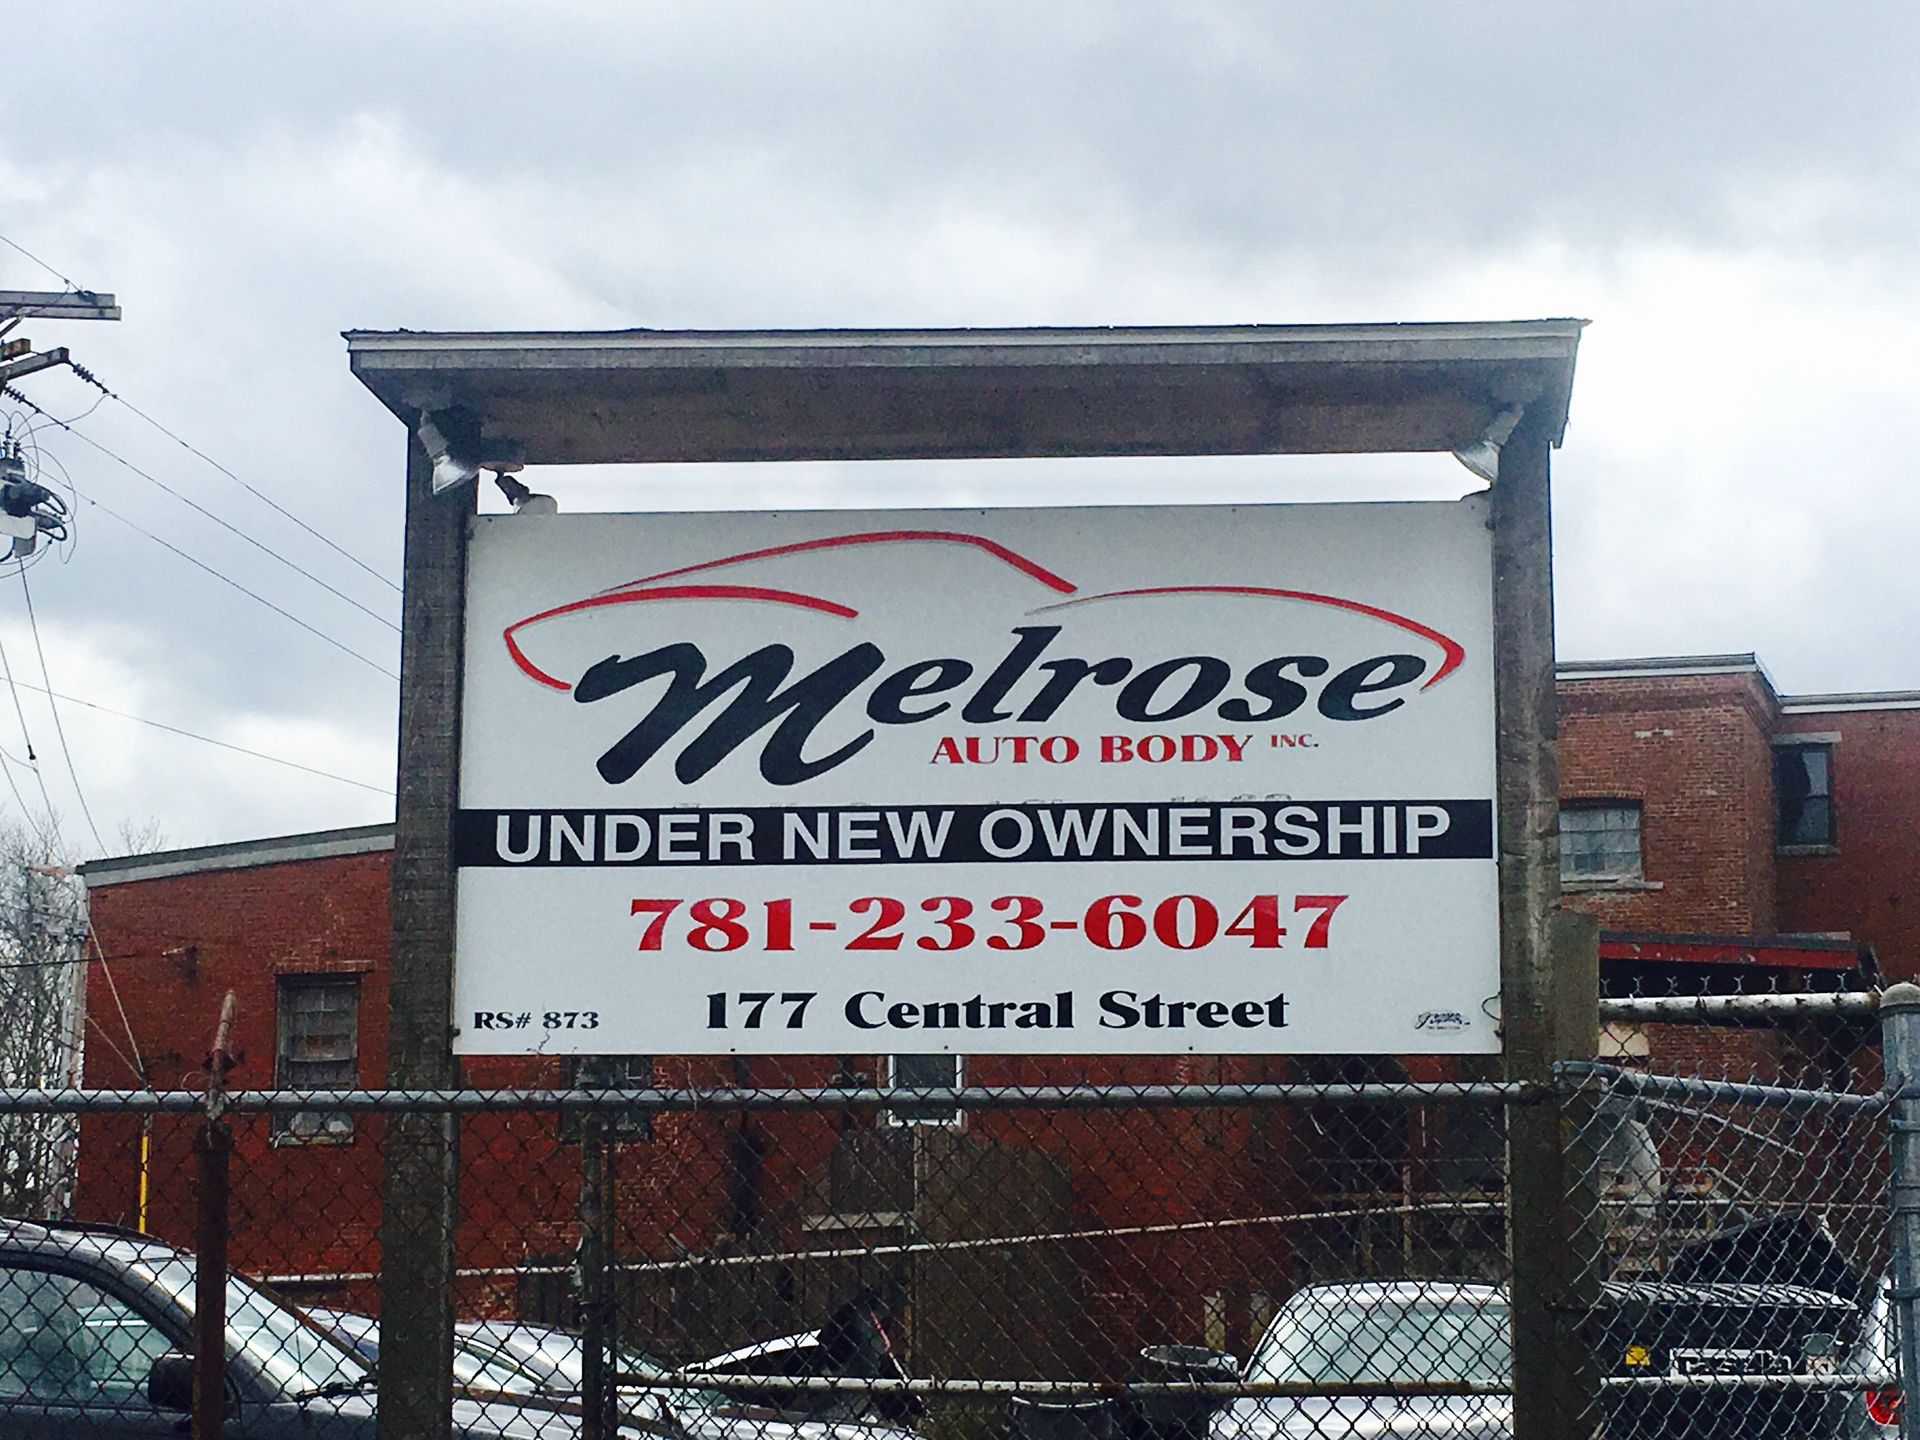 Melrose
AUTO BODY INC.
UNDER NEW OWNERSHIP
781-233-6047
RS# 873
177 Central Street